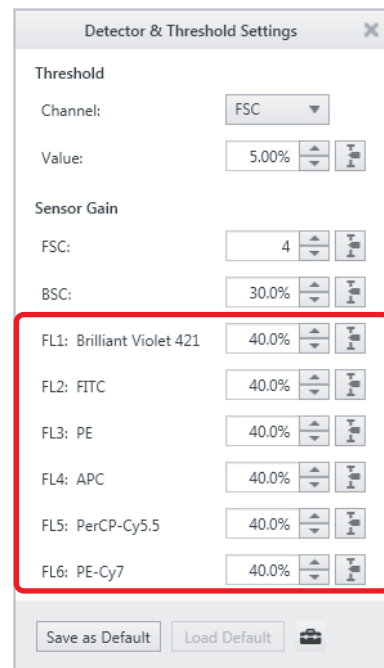 Detector & Threshold Settings
Threshold
Channel: FSC
Value: 5.00%
Sensor Gain
FSC: 4
BSC: 30.0%
FL1: Brilliant Violet 421 40.0%
FL2: FITC 40.0%
FL3: PE 40.0%
FL4: APC 40.0%
FL5: PerCP-Cy5.5 40.0%
FL6: PE-Cy7 40.0%
Save as Default Load Default